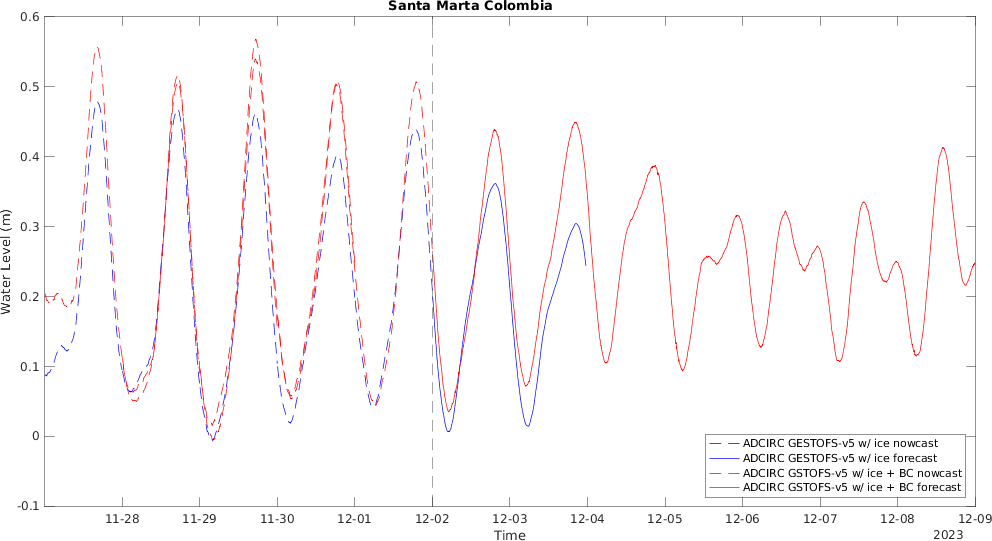 Santa Marta Colombia
0.6
0.5
0.4
0.3
0.2
0.1
0
-0.1
Water Level (m)
ADCIRC GESTOFS-v5 w/ ice nowcast
ADCIRC GESTOFS-v5 w/ ice forecast
ADCIRC GSTOFS-v5 w/ ice + BC nowcast
ADCIRC GSTOFS-v5 w/ ice + BC forecast
11-28 11-29 11-30 12-01 12-02 12-03 12-04 12-05 12-06 12-07 12-08 12-09
Time
2023